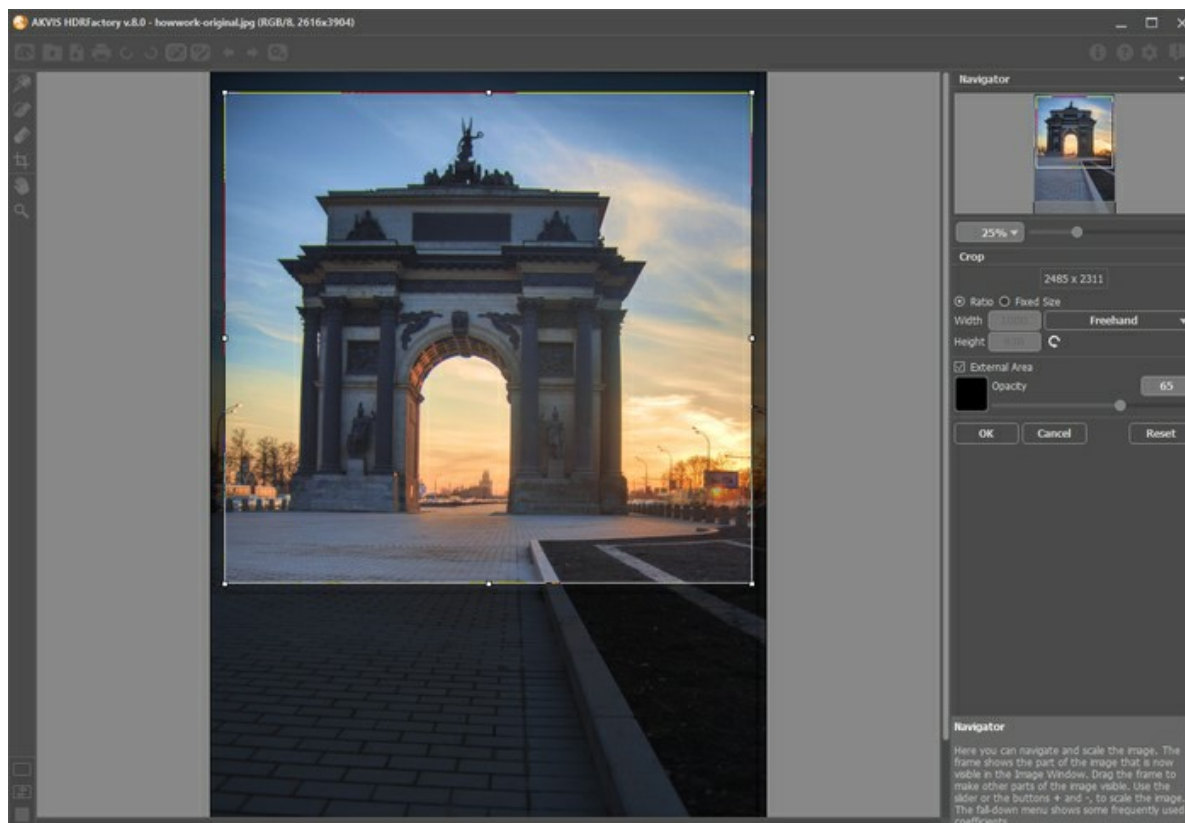 AKVIS HDRFactory v.8.0 - howwork-original.jpg (RGB/8, 2616x3904)
Navigator
25%
Crop
2485 x 2311
Ratio Fixed Size
Width Freehand
Height
External Area
Opacity 65
OK Cancel Reset
Navigator
Here you can navigate and scale the image. The
frame shows the part of the image that is now
visible in the Image Window. Drag the frame to
make other parts of the image visible. Use the
slider or the buttons + and -, to scale the image.
The fall-down menu shows some frequently used
coefficients